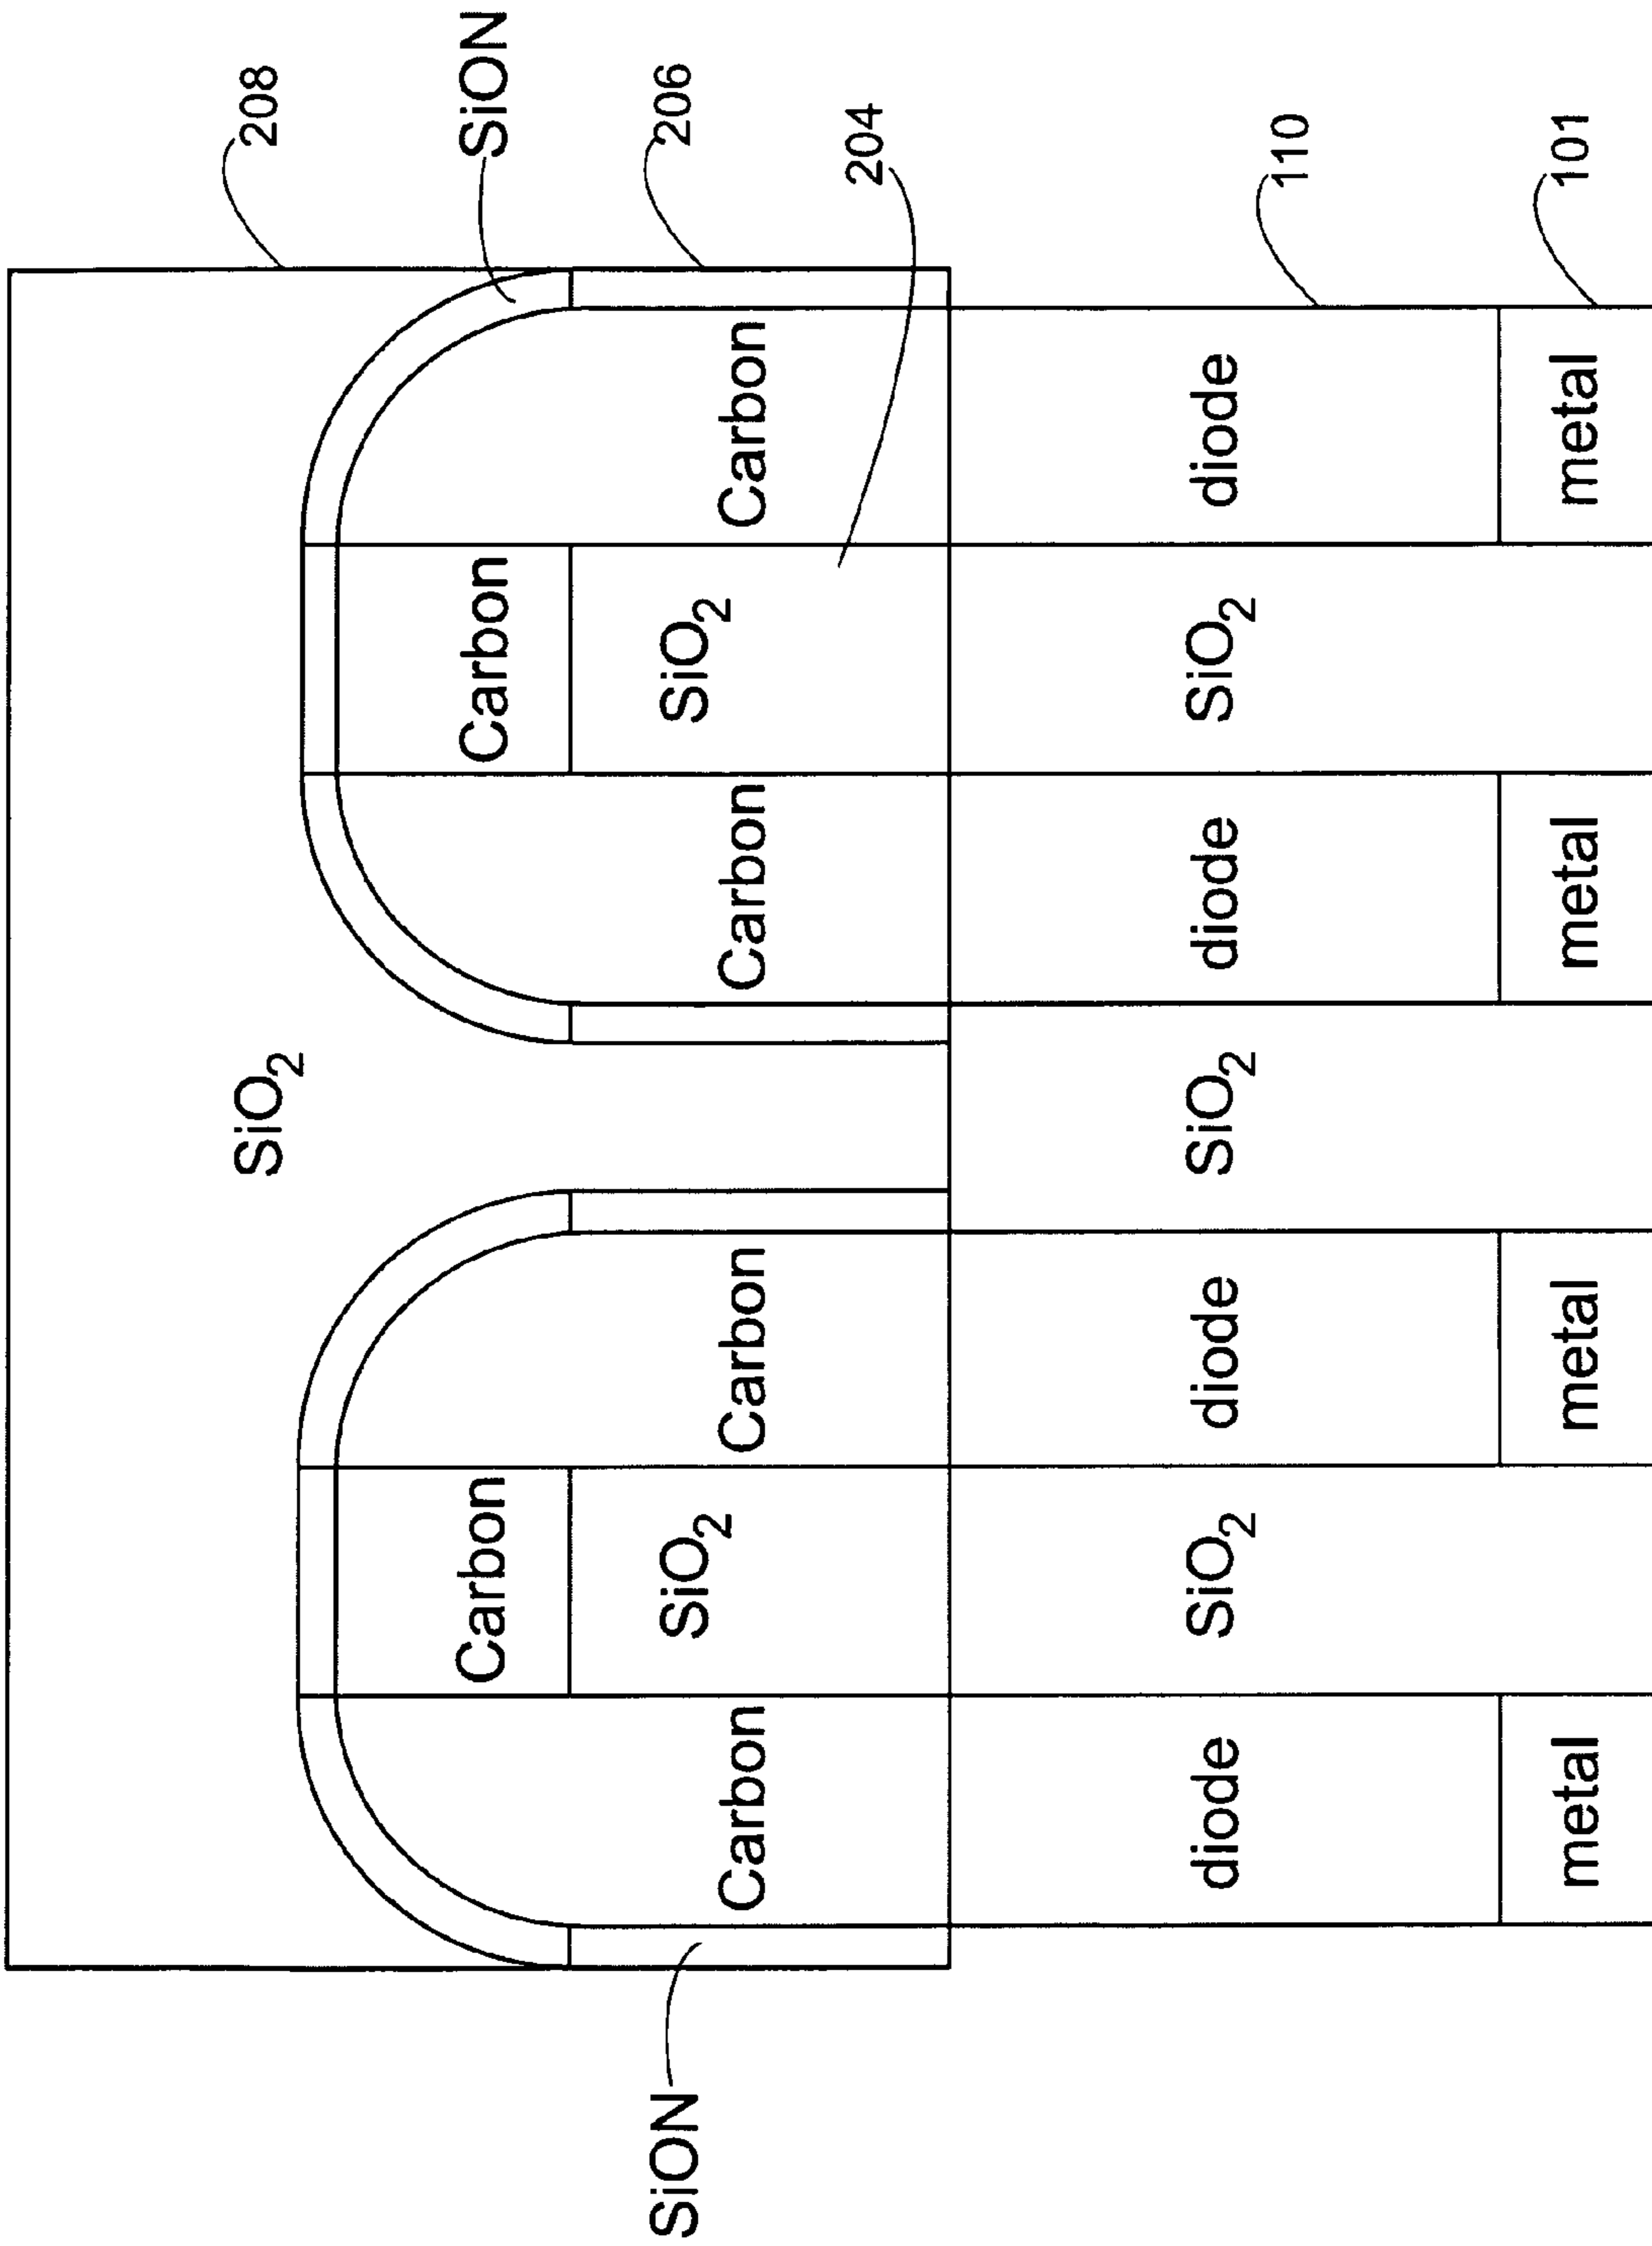 SiO₂
208
Carbon
Carbon
SiON
SiON
SiO₂
SiO₂
206
Carbon
Carbon
Carbon
Carbon
204
diode
SiO₂
diode
SiO₂
diode
SiO₂
diode
110
metal
metal
metal
metal
101